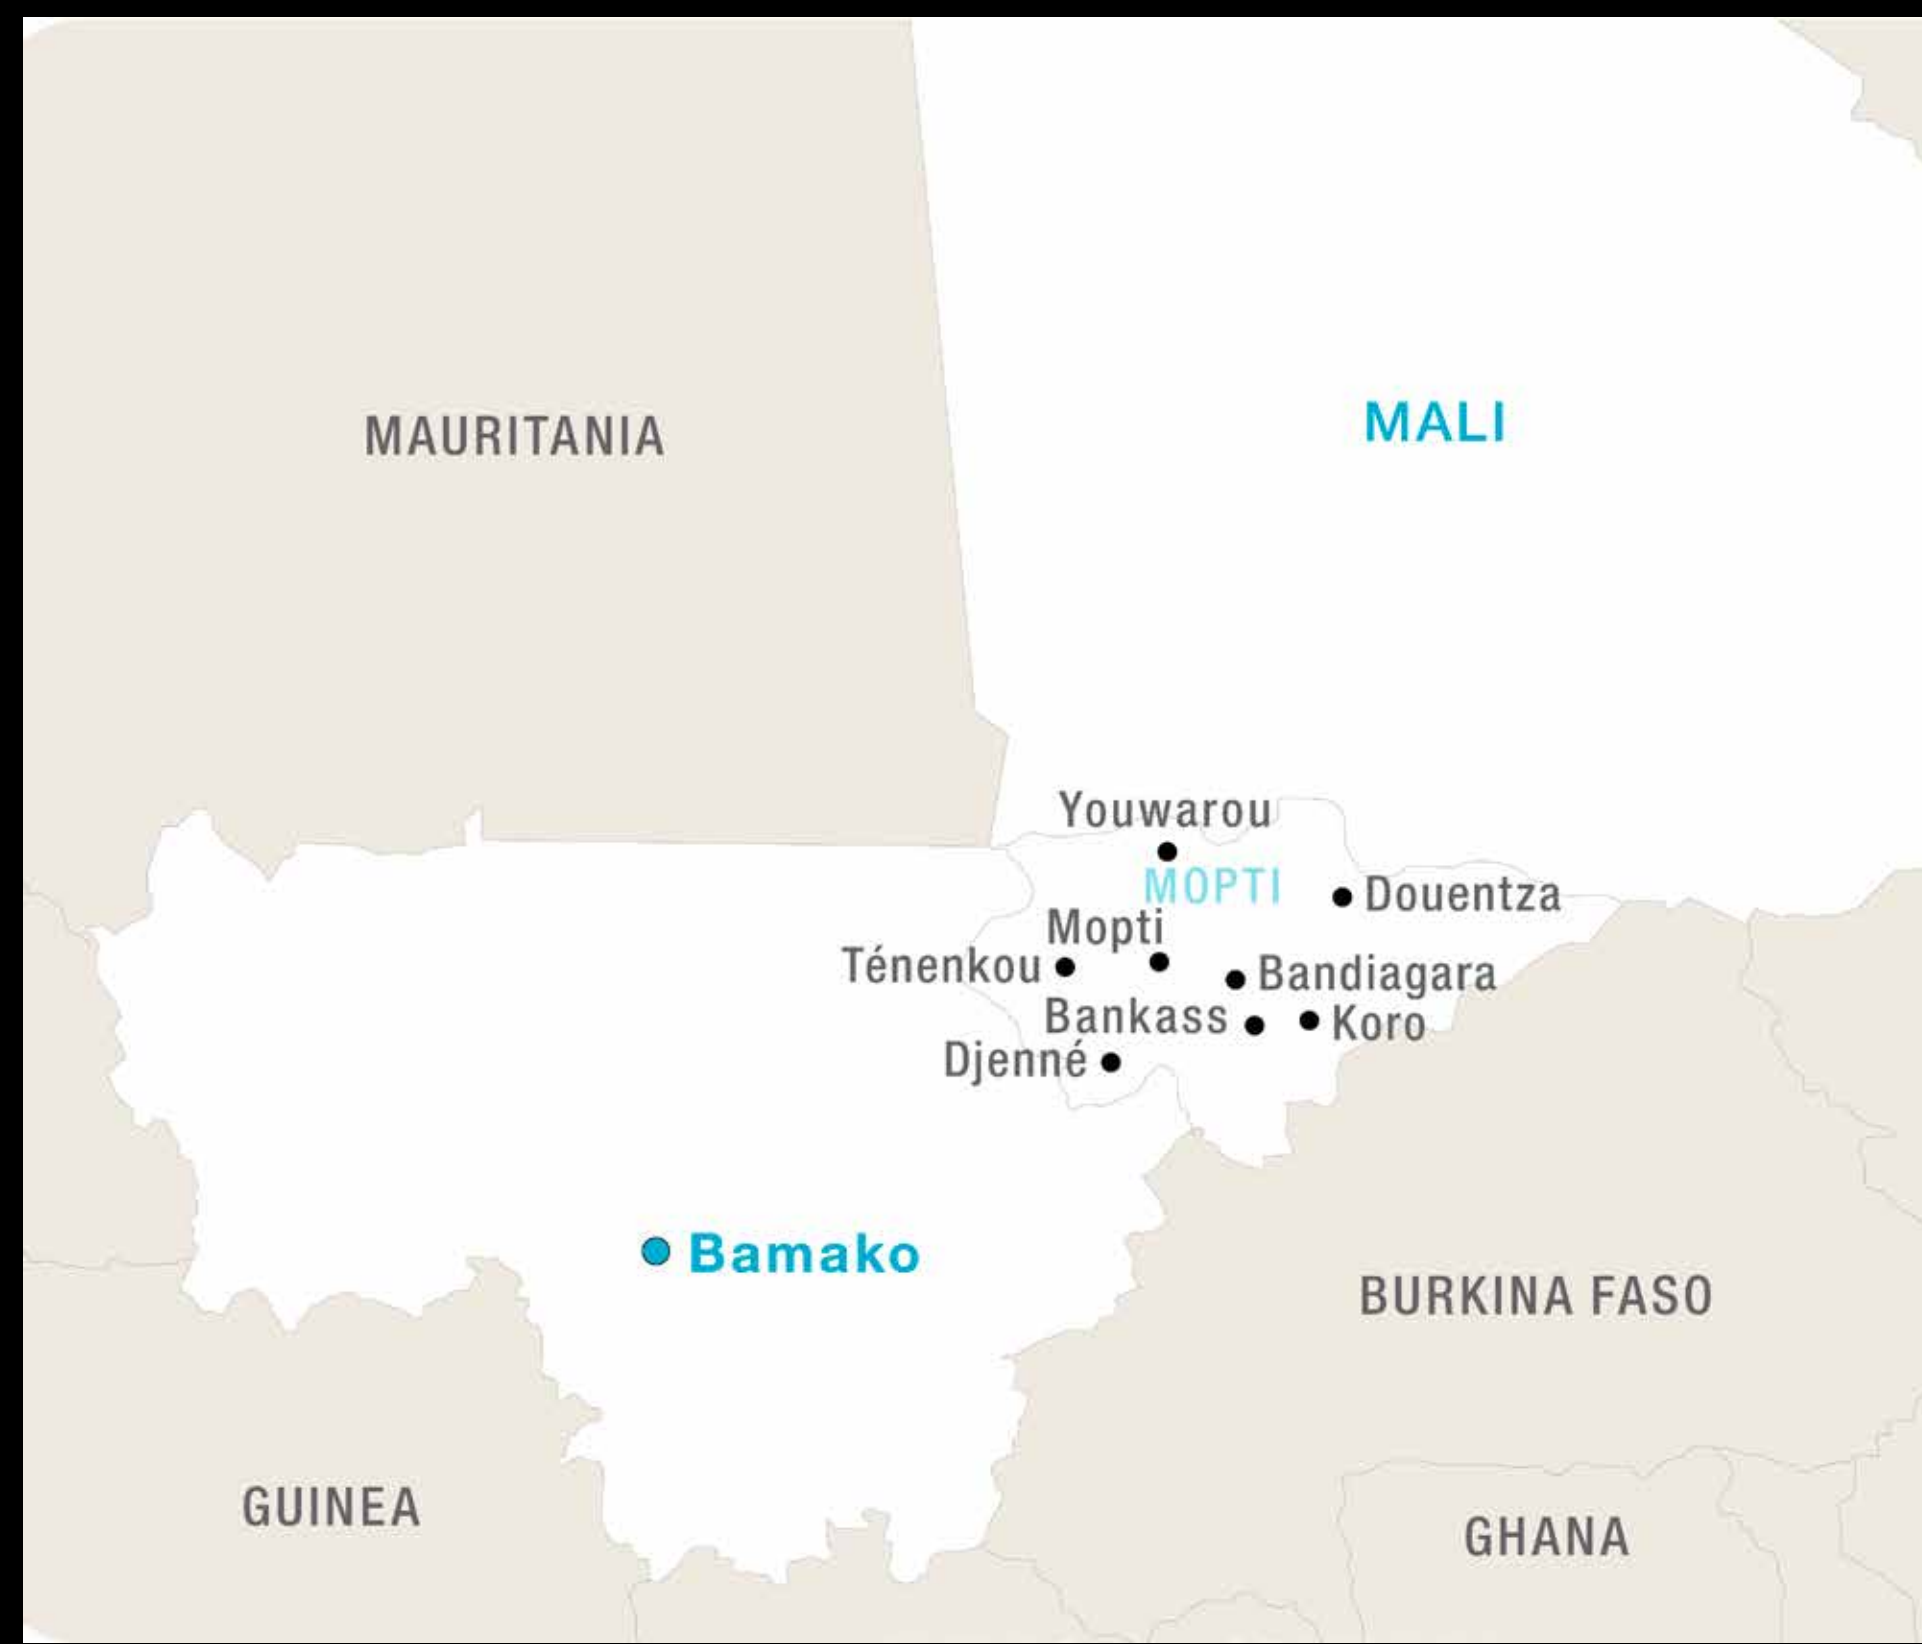 MAURITANIA
MALI
Youwarou
MOPTI
Douentza
Mopti
Ténenkou
Bandiagara
Bankass
Koro
Djenné
Bamako
BURKINA FASO
GUINEA
GHANA